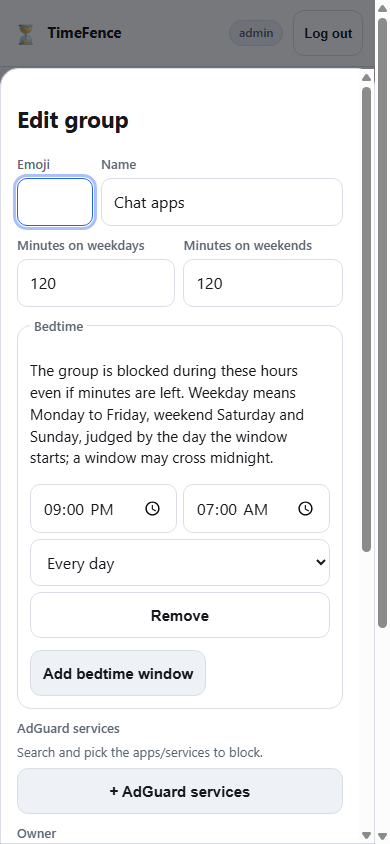 TimeFence
admin
Log out
Edit group
Emoji
Name
Chat apps
Minutes on weekdays
Minutes on weekends
120
120
Bedtime
The group is blocked during these hours
even if minutes are left. Weekday means
Monday to Friday, weekend Saturday and
Sunday, judged by the day the window
starts; a window may cross midnight.
09:00 PM
07:00 AM
Every day
Remove
Add bedtime window
AdGuard services
Search and pick the apps/services to block.
+ AdGuard services
Owner